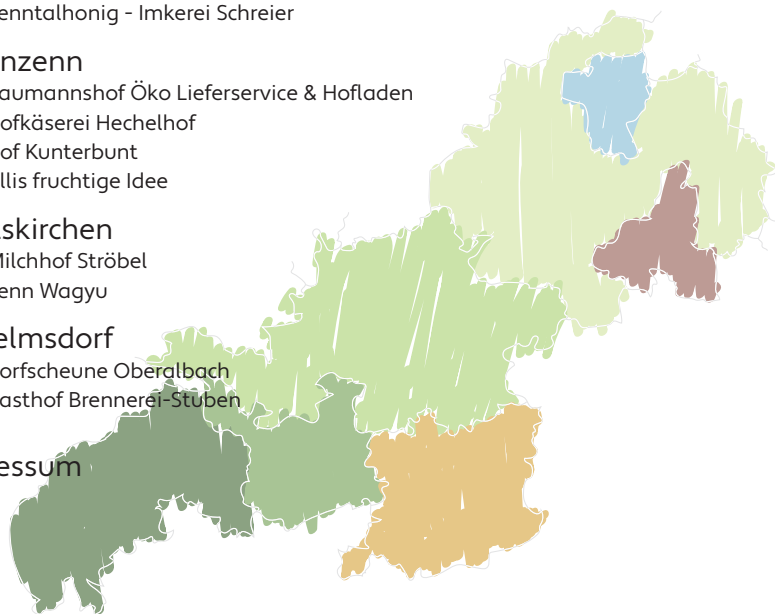 enntalhonig - Imkerei Schreier
nzenn
aumannshof Öko Lieferservice & Hofladen
ofkäserei Hechelhof
of Kunterbunt
llis fruchtige Idee
skirchen
Milchhof Ströbel
enn Wagyu
elmsdorf
orfscheune Oberalbach
asthof Brennerei-Stuben
essum